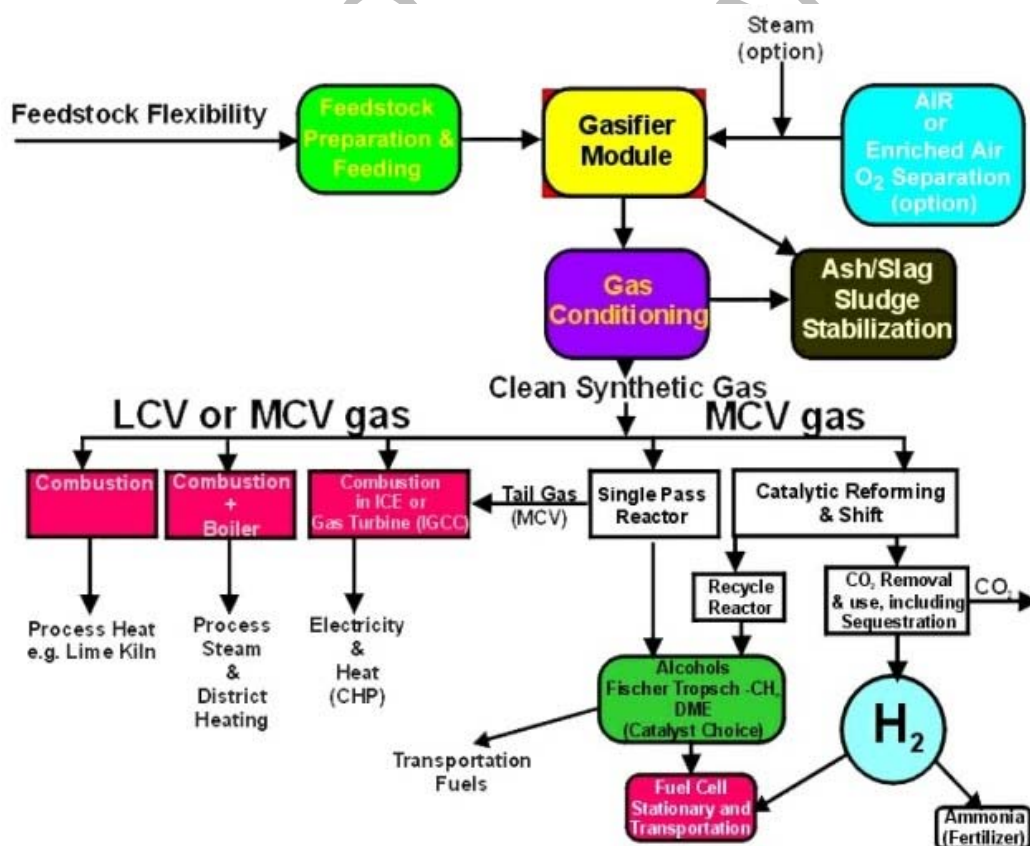 Steam
(option)
Feedstock Flexibility
Feedstock
Preparation &
Feeding
Gasifier
Module
AIR
or
Enriched Air
O₂ Separation
(option)
Gas
Conditioning
Ash/Slag
Sludge
Stabilization
Clean Synthetic Gas
LCV or MCV gas
MCV gas
Combustion
Combustion
+
Boiler
Combustion
in ICE or
Gas Turbine (IGCC)
Tail Gas
(MCV)
Single Pass
Reactor
Catalytic Reforming
& Shift
Recycle
Reactor
CO₂ Removal
& use, including
Sequestration
CO₂
Process Heat
e.g. Lime Kiln
Process
Steam
&
District
Heating
Electricity
&
Heat
(CHP)
Alcohols
Fischer Tropsch -CH
DME
(Catalyst Choice)
H₂
Transportation
Fuels
Fuel Cell
Stationary and
Transportation
Ammonia
(Fertilizer)